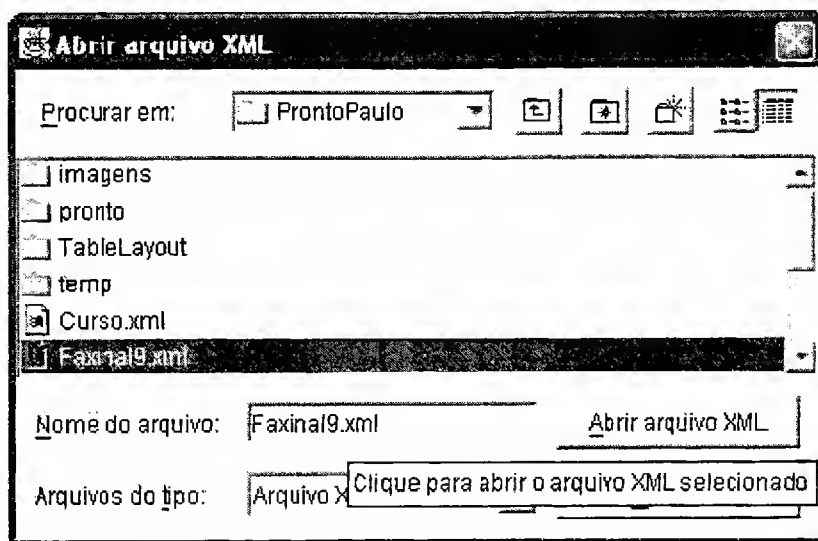 Abrir arquivo XML
Procurar em: ProntoPaulo
imagens
pronto
TableLayout
temp
Curso.xml
Faxinal9.xml
Nome do arquivo: Faxinal9.xml Abrir arquivo XML
Arquivos do tipo: Arquivo X
Clique para abrir o arquivo XML selecionado